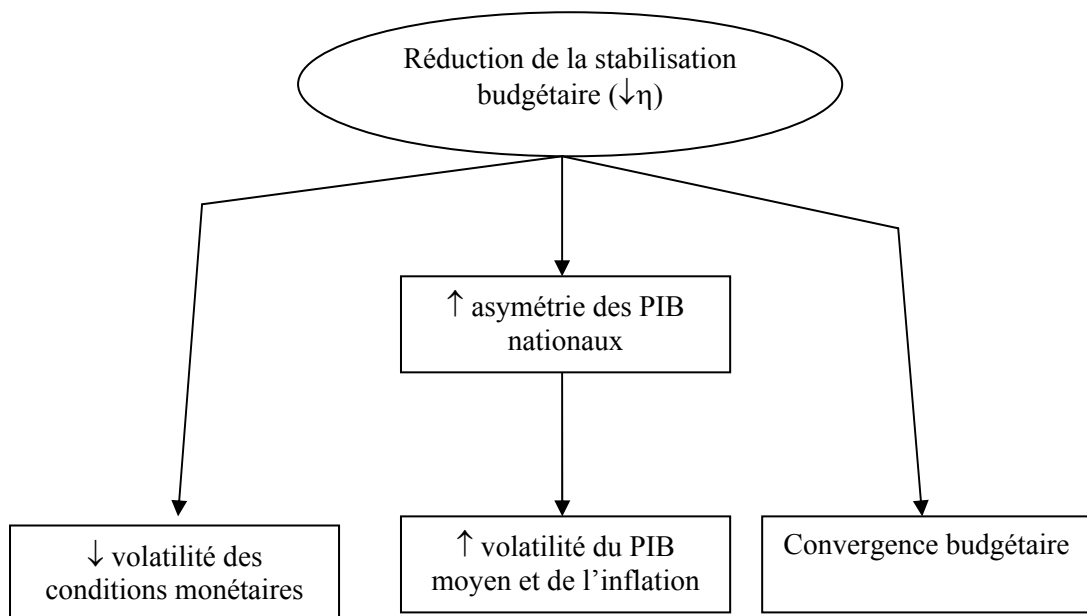 Réduction de la stabilisation
budgétaire (↓η)
↑ asymétrie des PIB
nationaux
↓ volatilité des
conditions monétaires
↑ volatilité du PIB
moyen et de l’inflation
Convergence budgétaire